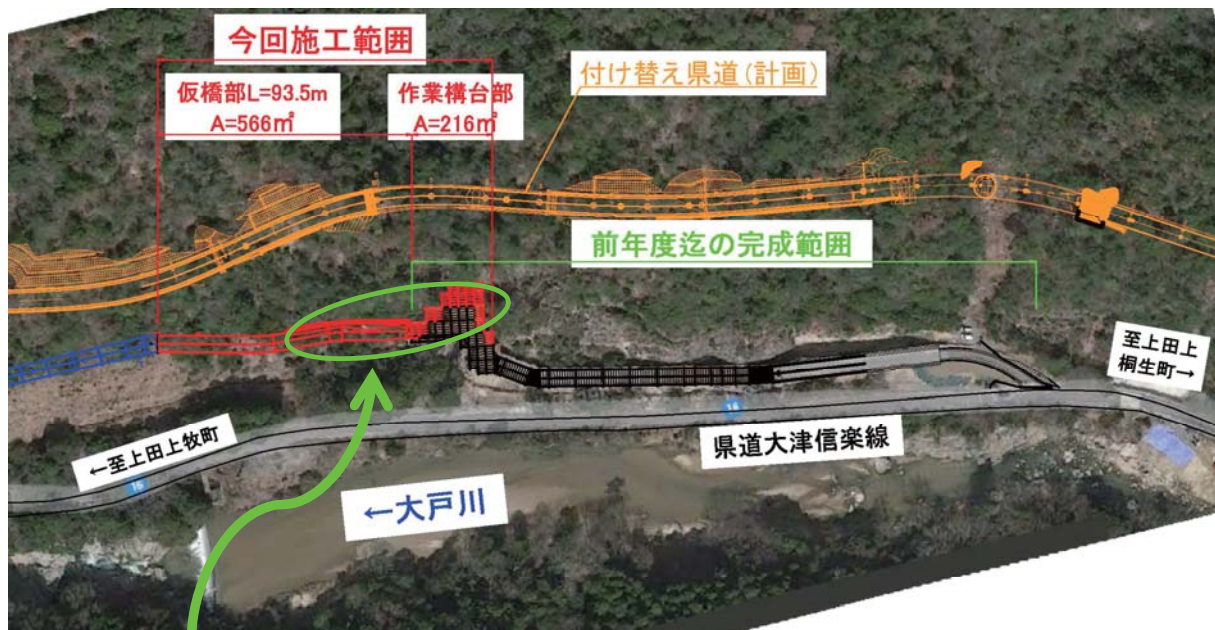 今回施工範囲
仮橋部L=93.5m
A=566㎡
作業構台部
A=216㎡
付け替え県道(計画)
前年度迄の完成範囲
至上田上
桐生町→
16
県道大津信楽線
←至上田上牧町
16
←大戸川